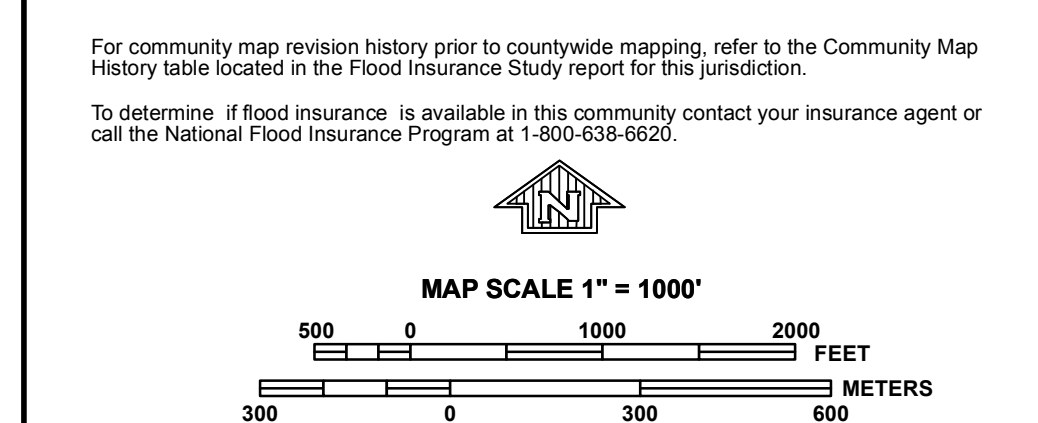 For community map revision history prior to countywide mapping, refer to the Community Map
History table located in the Flood Insurance Study report for this jurisdiction.
To determine  if flood insurance  is available in this community contact your insurance agent or
call the National Flood Insurance Program at 1-800-638-6620.
N
MAP SCALE 1" = 1000'
500 0 1000 2000
FEET
METERS
300 0 300 600